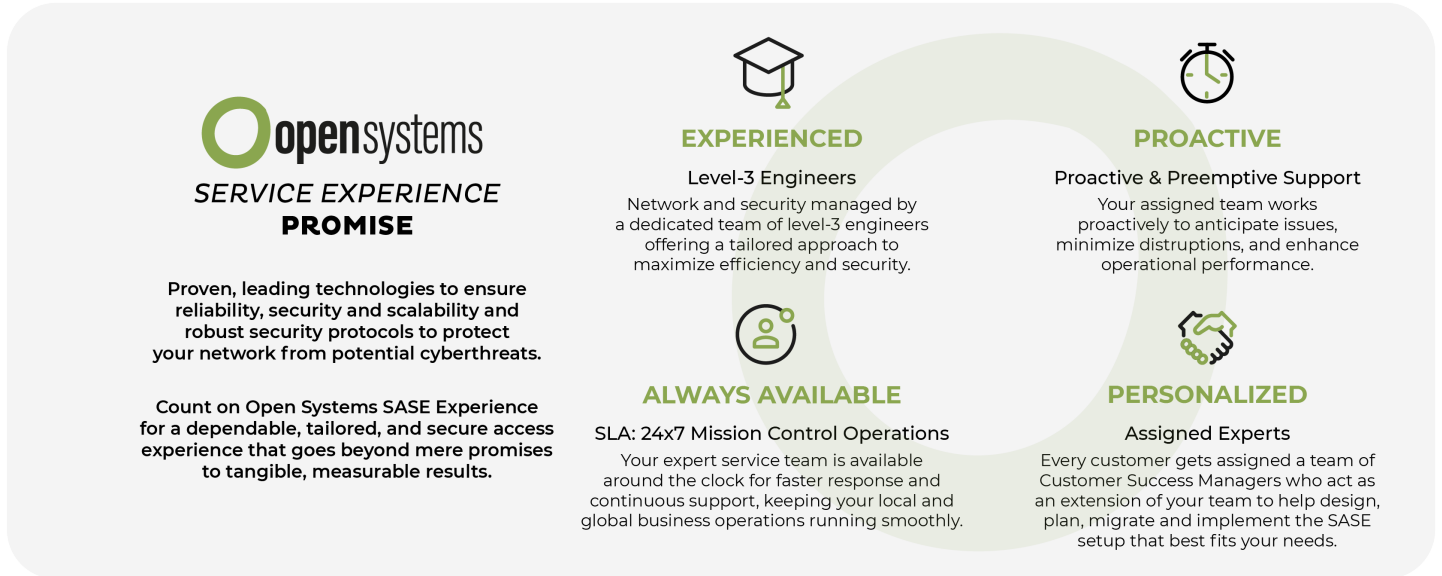 open systems
SERVICE EXPERIENCE
PROMISE
Proven, leading technologies to ensure
reliability, security and scalability and
robust security protocols to protect
your network from potential cyberthreats.
Count on Open Systems SASE Experience
for a dependable, tailored, and secure access
experience that goes beyond mere promises
to tangible, measurable results.
EXPERIENCED
Level-3 Engineers
Network and security managed by
a dedicated team of level-3 engineers
offering a tailored approach to
maximize efficiency and security.
PROACTIVE
Proactive & Preemptive Support
Your assigned team works
proactively to anticipate issues,
minimize distruptions, and enhance
operational performance.
ALWAYS AVAILABLE
SLA: 24x7 Mission Control Operations
Your expert service team is available
around the clock for faster response and
continuous support, keeping your local and
global business operations running smoothly.
PERSONALIZED
Assigned Experts
Every customer gets assigned a team of
Customer Success Managers who act as
an extension of your team to help design,
plan, migrate and implement the SASE
setup that best fits your needs.